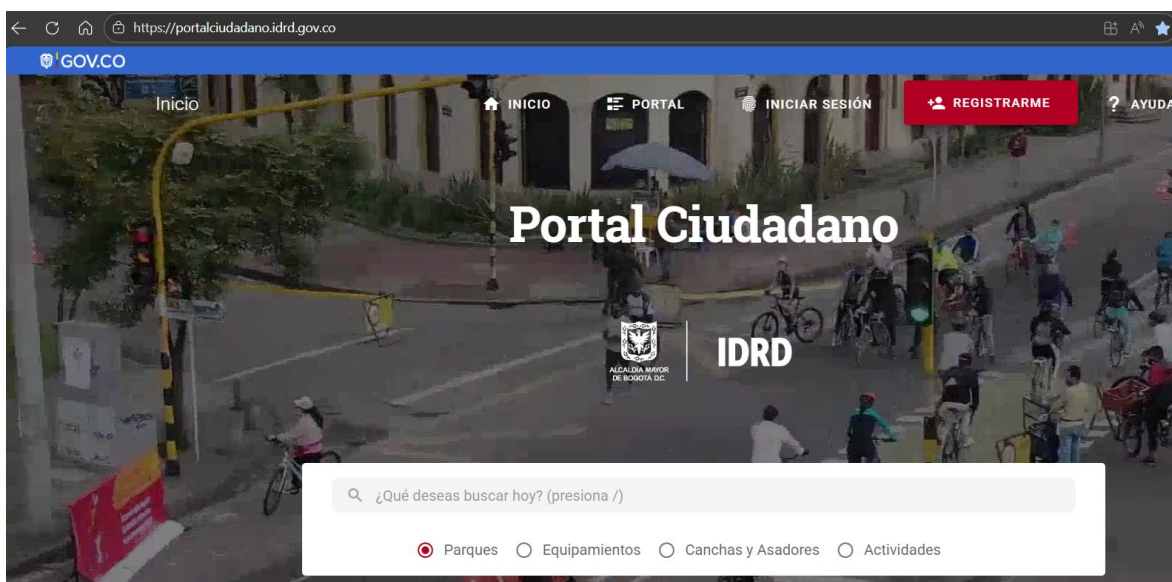 https://portalciudadano.idrd.gov.co
GOV.CO
Inicio
INICIO
PORTAL
INICIAR SESIÓN
REGISTRARME
? AYUDA
Portal Ciudadano
ALCALDÍA MAYOR
DE BOGOTÁ D.C.
IDRD
¿Qué deseas buscar hoy? (presiona /)
Parques
Equipamientos
Canchas y Asadores
Actividades